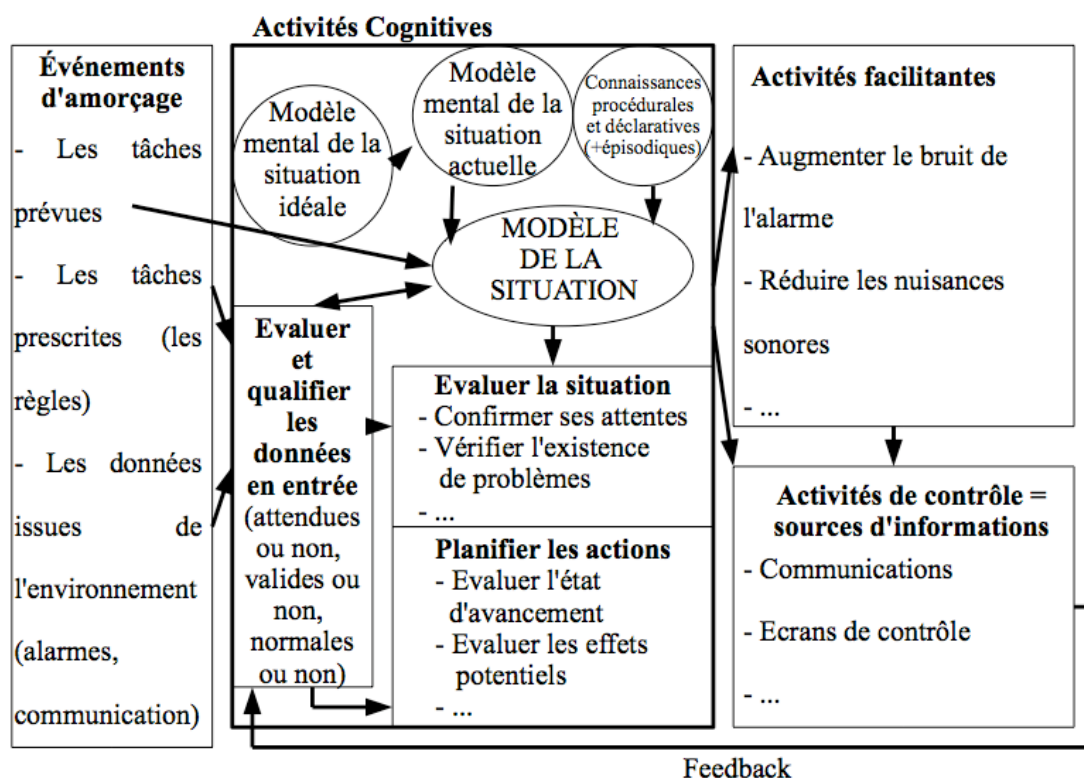 Activités Cognitives
Événements
d'amorçage
- Les tâches
prévues
- Les tâches
prescrites (les
règles)
- Les données
issues de
l'environnement
(alarmes,
communication)
Modèle
mental de la
situation
idéale
Modèle
mental de la
situation
actuelle
Connaissances
procédurales
et déclaratives
(+épisodiques)
MODÈLE
DE LA
SITUATION
Evaluer
et
qualifier
les
données
en entrée
(attendues
ou non,
valides ou
non,
normales
ou non)
Evaluer la situation
- Confirmer ses attentes
- Vérifier l'existence
de problèmes
- ...
Planifier les actions
- Evaluer l'état
d'avancement
- Evaluer les effets
potentiels
- ...
Activités facilitantes
- Augmenter le bruit de
l'alarme
- Réduire les nuisances
sonores
- ...
Activités de contrôle =
sources d'informations
- Communications
- Ecrans de contrôle
- ...
Feedback